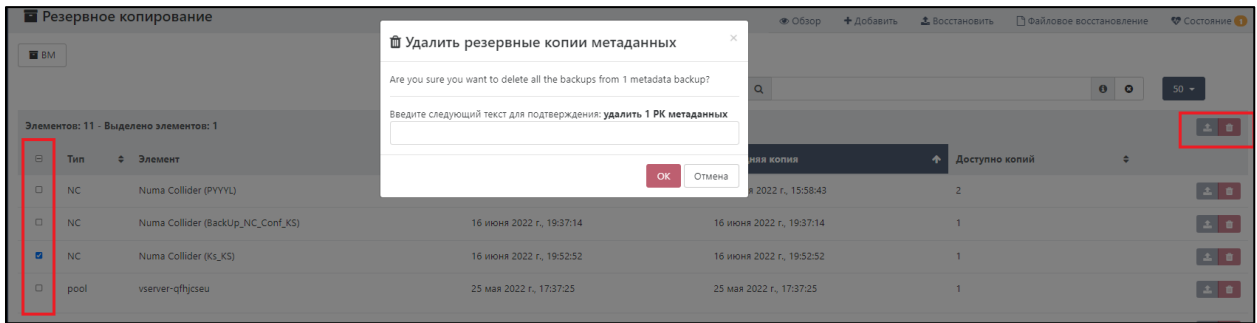 Резервное копирование
Обзор
Добавить
Восстановить
Файловое восстановление
Состояние 1
Удалить резервные копии метаданных
×
ВМ
Are you sure you want to delete all the backups from 1 metadata backup?
50
Введите следующий текст для подтверждения: удалить 1 РК метаданных
Элементов: 11 - Выделено элементов: 1
OK
Отмена
Тип
Элемент
копия
Доступно копий
NC
Numa Collider (PYYYL)
2022 г., 15:58:43
2
NC
Numa Collider (BackUp_NC_Conf_KS)
16 июня 2022 г., 19:37:14
16 июня 2022 г., 19:37:14
1
NC
Numa Collider (Ks_KS)
16 июня 2022 г., 19:52:52
16 июня 2022 г., 19:52:52
1
pool
vserver-qfhjcseu
25 мая 2022 г., 17:37:25
25 мая 2022 г., 17:37:25
1